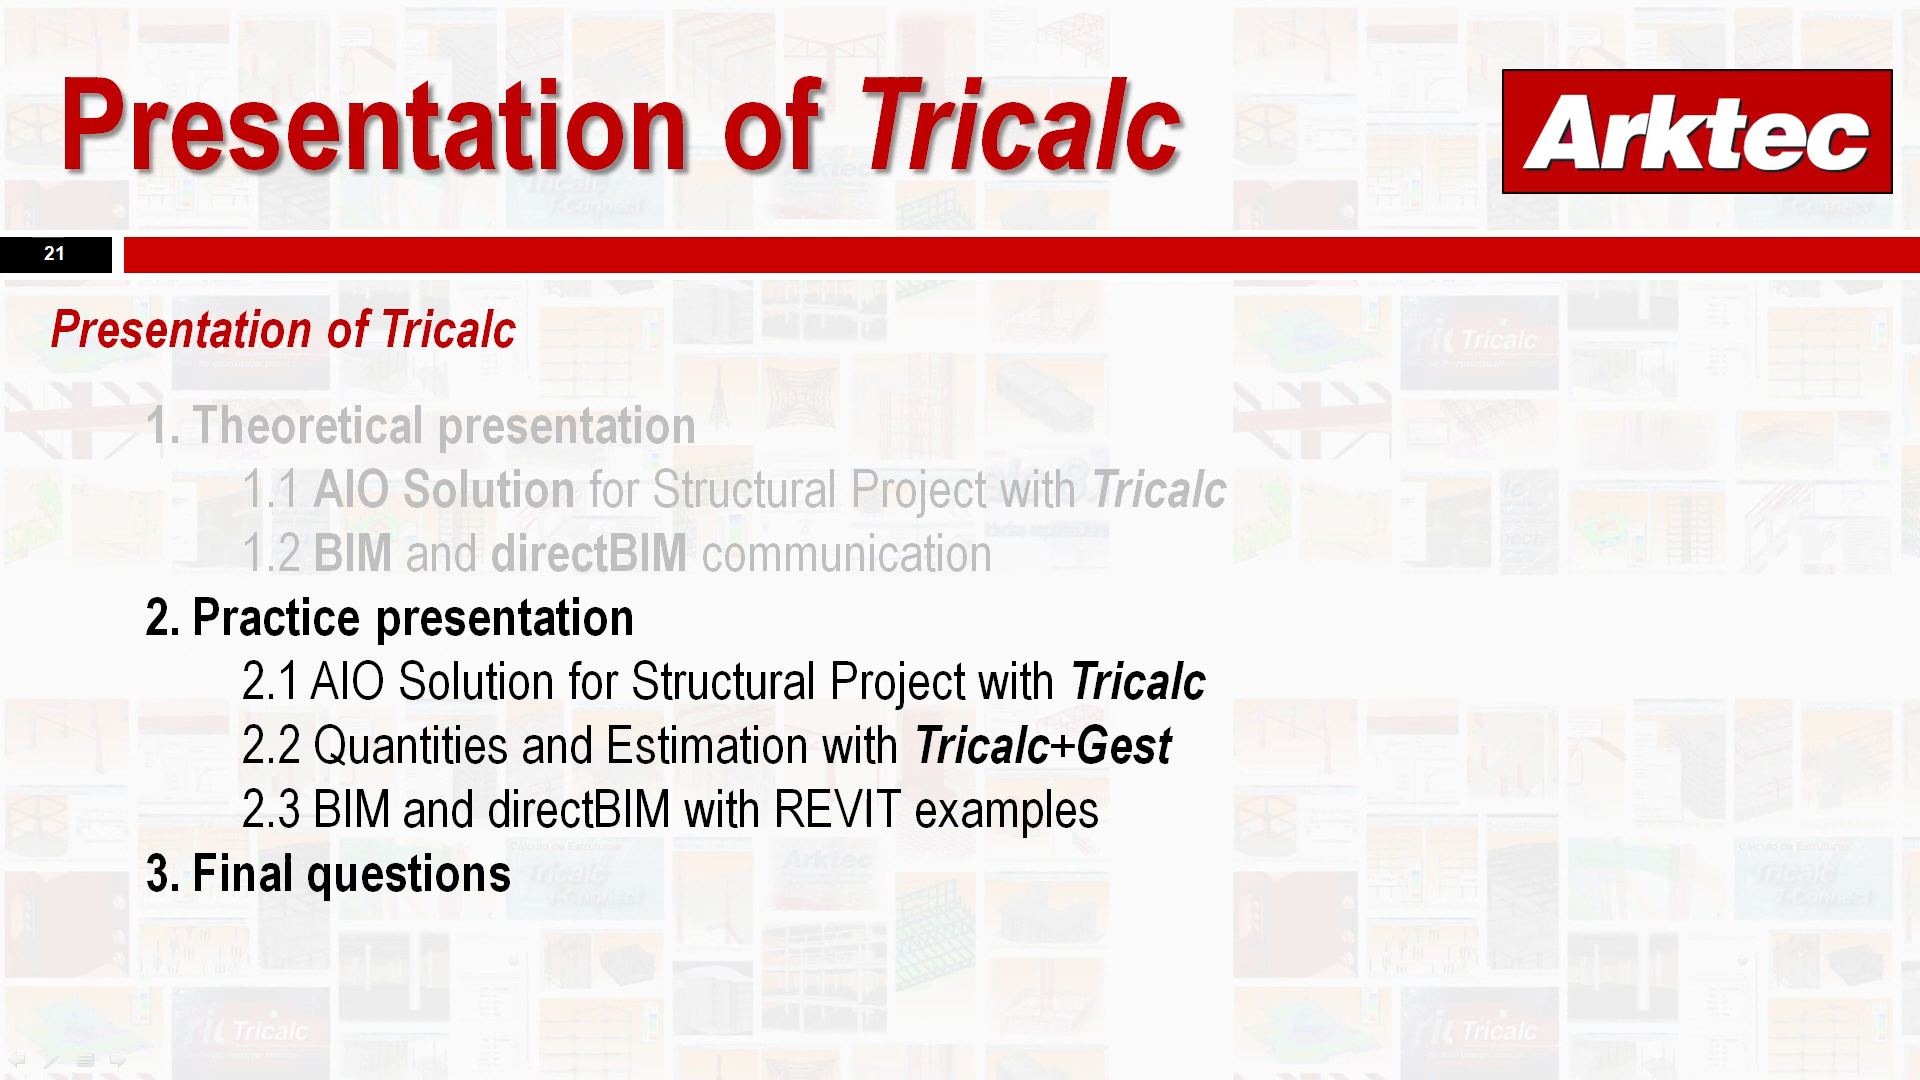 Presentation of Tricalc
Arktec
21
Presentation of Tricalc
1. Theoretical presentation
1.1 AIO Solution for Structural Project with Tricalc
1.2 BIM and directBIM communication
2. Practice presentation
2.1 AIO Solution for Structural Project with Tricalc
2.2 Quantities and Estimation with Tricalc+Gest
2.3 BIM and directBIM with REVIT examples
3. Final questions